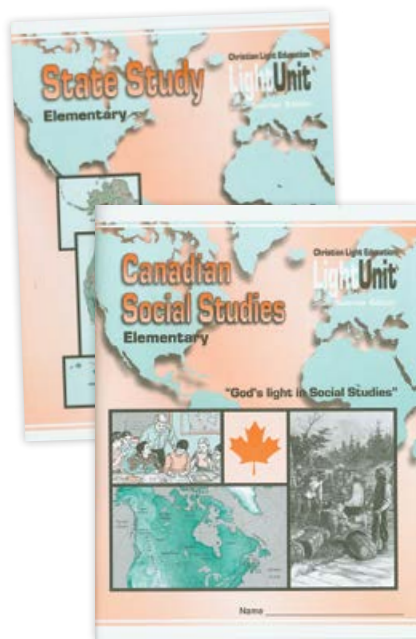 State Study
Elementary
Christian Light Education
LightUnit
Canadian
Social Studies
Elementary
Christian Light Education
LightUnit
"God's light in Social Studies"
Name